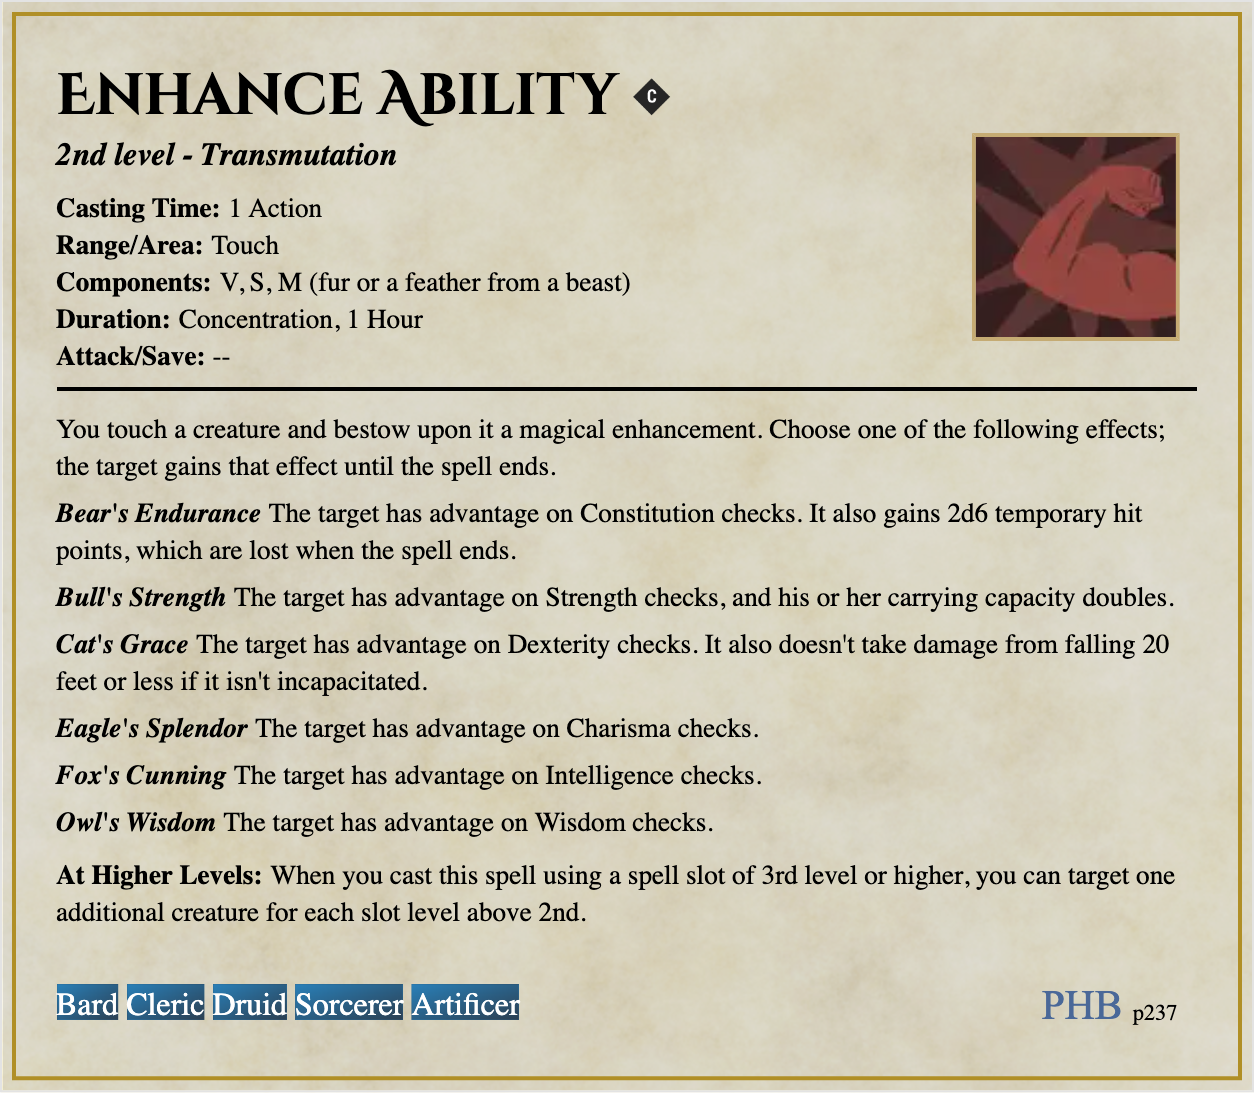 Enhance Ability C
2nd level - Transmutation
Casting Time: 1 Action
Range/Area: Touch
Components: V, S, M (fur or a feather from a beast)
Duration: Concentration, 1 Hour
Attack/Save: --
You touch a creature and bestow upon it a magical enhancement. Choose one of the following effects;
the target gains that effect until the spell ends.
Bear's Endurance The target has advantage on Constitution checks. It also gains 2d6 temporary hit
points, which are lost when the spell ends.
Bull's Strength The target has advantage on Strength checks, and his or her carrying capacity doubles.
Cat's Grace The target has advantage on Dexterity checks. It also doesn't take damage from falling 20
feet or less if it isn't incapacitated.
Eagle's Splendor The target has advantage on Charisma checks.
Fox's Cunning The target has advantage on Intelligence checks.
Owl's Wisdom The target has advantage on Wisdom checks.
At Higher Levels: When you cast this spell using a spell slot of 3rd level or higher, you can target one
additional creature for each slot level above 2nd.
Bard Cleric Druid Sorcerer Artificer PHB p237